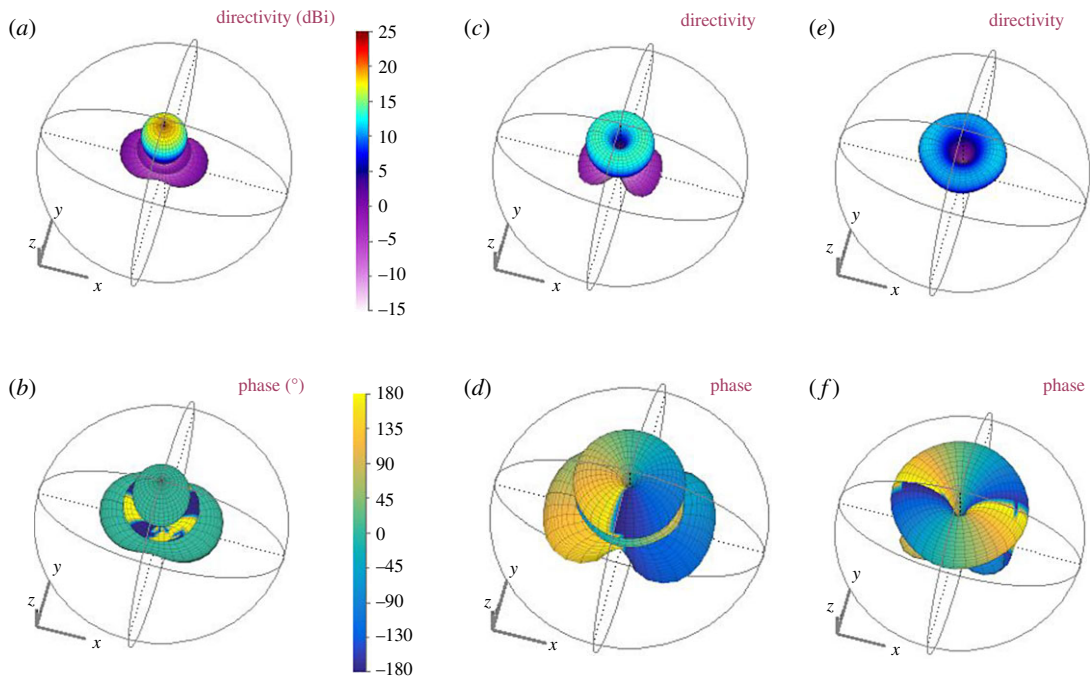 directivity (dBi)
directivity
directivity
(a)
(c)
(e)
25
20
15
10
5
0
−5
−10
−15
y
z
x
y
z
x
y
z
x
phase (°)
phase
phase
(b)
(d)
(f)
180
135
90
45
0
−45
−90
−130
−180
y
z
x
y
z
x
y
z
x